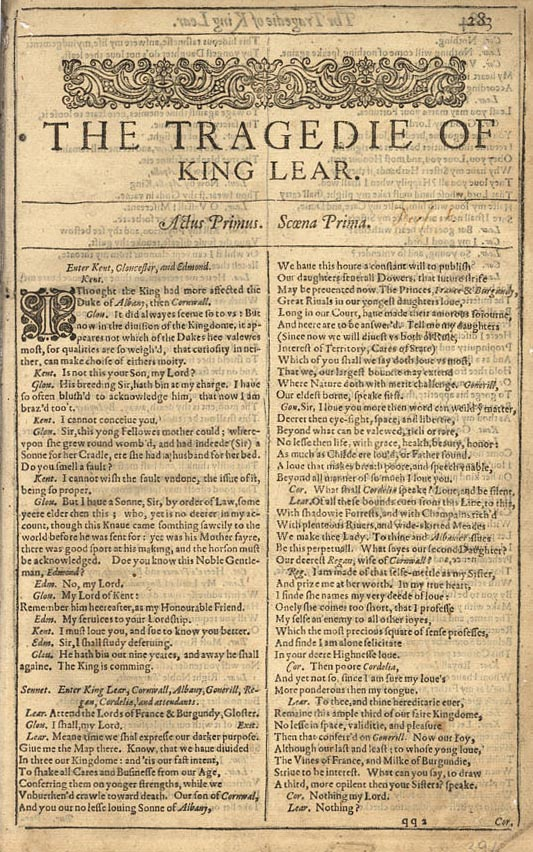 283
THE TRAGEDIE OF
KING LEAR.
Actus Primus. Scœna Prima.
Enter Kent, Gloucester, and Edmond.
Kent.
I Thought the King had more affected the
Duke of Albany, then Cornwall.
Glou. It did alwayes seeme so to vs: But
now in the diuision of the Kingdome, it ap-
peares not which of the Dukes hee valewes
most, for qualities are so weigh'd, that curiosity in nei-
ther, can make choise of eithers moity.
Kent. Is not this your Son, my Lord?
Glou. His breeding Sir, hath bin at my charge. I haue
so often blush'd to acknowledge him, that now I am
braz'd too't.
Kent. I cannot conceiue you.
Glou. Sir, this yong Fellowes mother could; where-
vpon she grew round womb'd, and had indeede (Sir) a
Sonne for her Cradle, ere she had a husband for her bed.
Do you smell a fault?
Kent. I cannot wish the fault vndone, the issue of it,
being so proper.
Glou. But I haue a Sonne, Sir, by order of Law, some
yeere elder then this; who, yet is no deerer in my ac-
count, though this Knaue came somthing sawcily to the
world before he was sent for: yet was his Mother fayre,
there was good sport at his making, and the horson must
be acknowledged. Doe you know this Noble Gentle-
man, Edmond?
Edm. No, my Lord.
Glou. My Lord of Kent:
Remember him heereafter, as my Honourable Friend.
Edm. My seruices to your Lordship.
Kent. I must loue you, and sue to know you better.
Edm. Sir, I shall study deseruing.
Glou. He hath bin out nine yeares, and away he shall
againe. The King is comming.
Sennet. Enter King Lear, Cornwall, Albany, Gonerill, Re-
gan, Cordelia, and attendants.
Lear. Attend the Lords of France & Burgundy, Gloster.
Glou. I shall, my Lord. Exit.
Lear. Meane time we shal expresse our darker purpose.
Giue me the Map there. Know, that we haue diuided
In three our Kingdome: and 'tis our fast intent,
To shake all Cares and Businesse from our Age,
Conferring them on yonger strengths, while we
Vnburthen'd crawle toward death. Our son of Cornwal,
And you our no lesse louing Sonne of Albany,
We haue this houre a constant will to publish
Our daughters seuerall Dowers, that future strife
May be preuented now. The Princes, France & Burgundy,
Great Riuals in our yongest daughters loue,
Long in our Court, haue made their amorous soiourne,
And heere are to be answer'd. Tell me my daughters
(Since now we will diuest vs both of Rule,
Interest of Territory, Cares of State)
Which of you shall we say doth loue vs most,
That we, our largest bountie may extend
Where Nature doth with merit challenge. Gonerill,
Our eldest borne, speake first.
Gon. Sir, I loue you more then word can weild y matter,
Deerer then eye-sight, space, and libertie,
Beyond what can be valewed, rich or rare,
No lesse then life, with grace, health, beauty, honor:
As much as Childe ere lou'd, or Father found.
A loue that makes breath poore, and speech vnable,
Beyond all manner of so much I loue you.
Cor. What shall Cordelia speake? Loue, and be silent.
Lear. Of all these bounds euen from this Line, to this,
With shadowie Forrests, and with Champains rich'd
With plenteous Riuers, and wide-skirted Meades
We make thee Lady. To thine and Albanies issues
Be this perpetuall. What sayes our second Daughter?
Our deerest Regan, wife of Cornwall?
Reg. I am made of that selfe-mettle as my Sister,
And prize me at her worth. In my true heart,
I finde she names my very deede of loue:
Onely she comes too short, that I professe
My selfe an enemy to all other ioyes,
Which the most precious square of sense professes,
And finde I am alone felicitate
In your deere Highnesse loue.
Cor. Then poore Cordelia,
And yet not so, since I am sure my loue's
More ponderous then my tongue.
Lear. To thee, and thine hereditarie euer,
Remaine this ample third of our faire Kingdome,
No lesse in space, validitie, and pleasure
Then that conferr'd on Gonerill. Now our Ioy,
Although our last and least; to whose yong loue,
The Vines of France, and Milke of Burgundie,
Striue to be interest. What can you say, to draw
A third, more opilent then your Sisters? speake.
Cor. Nothing my Lord.
Lear. Nothing?
qq2 Cor.